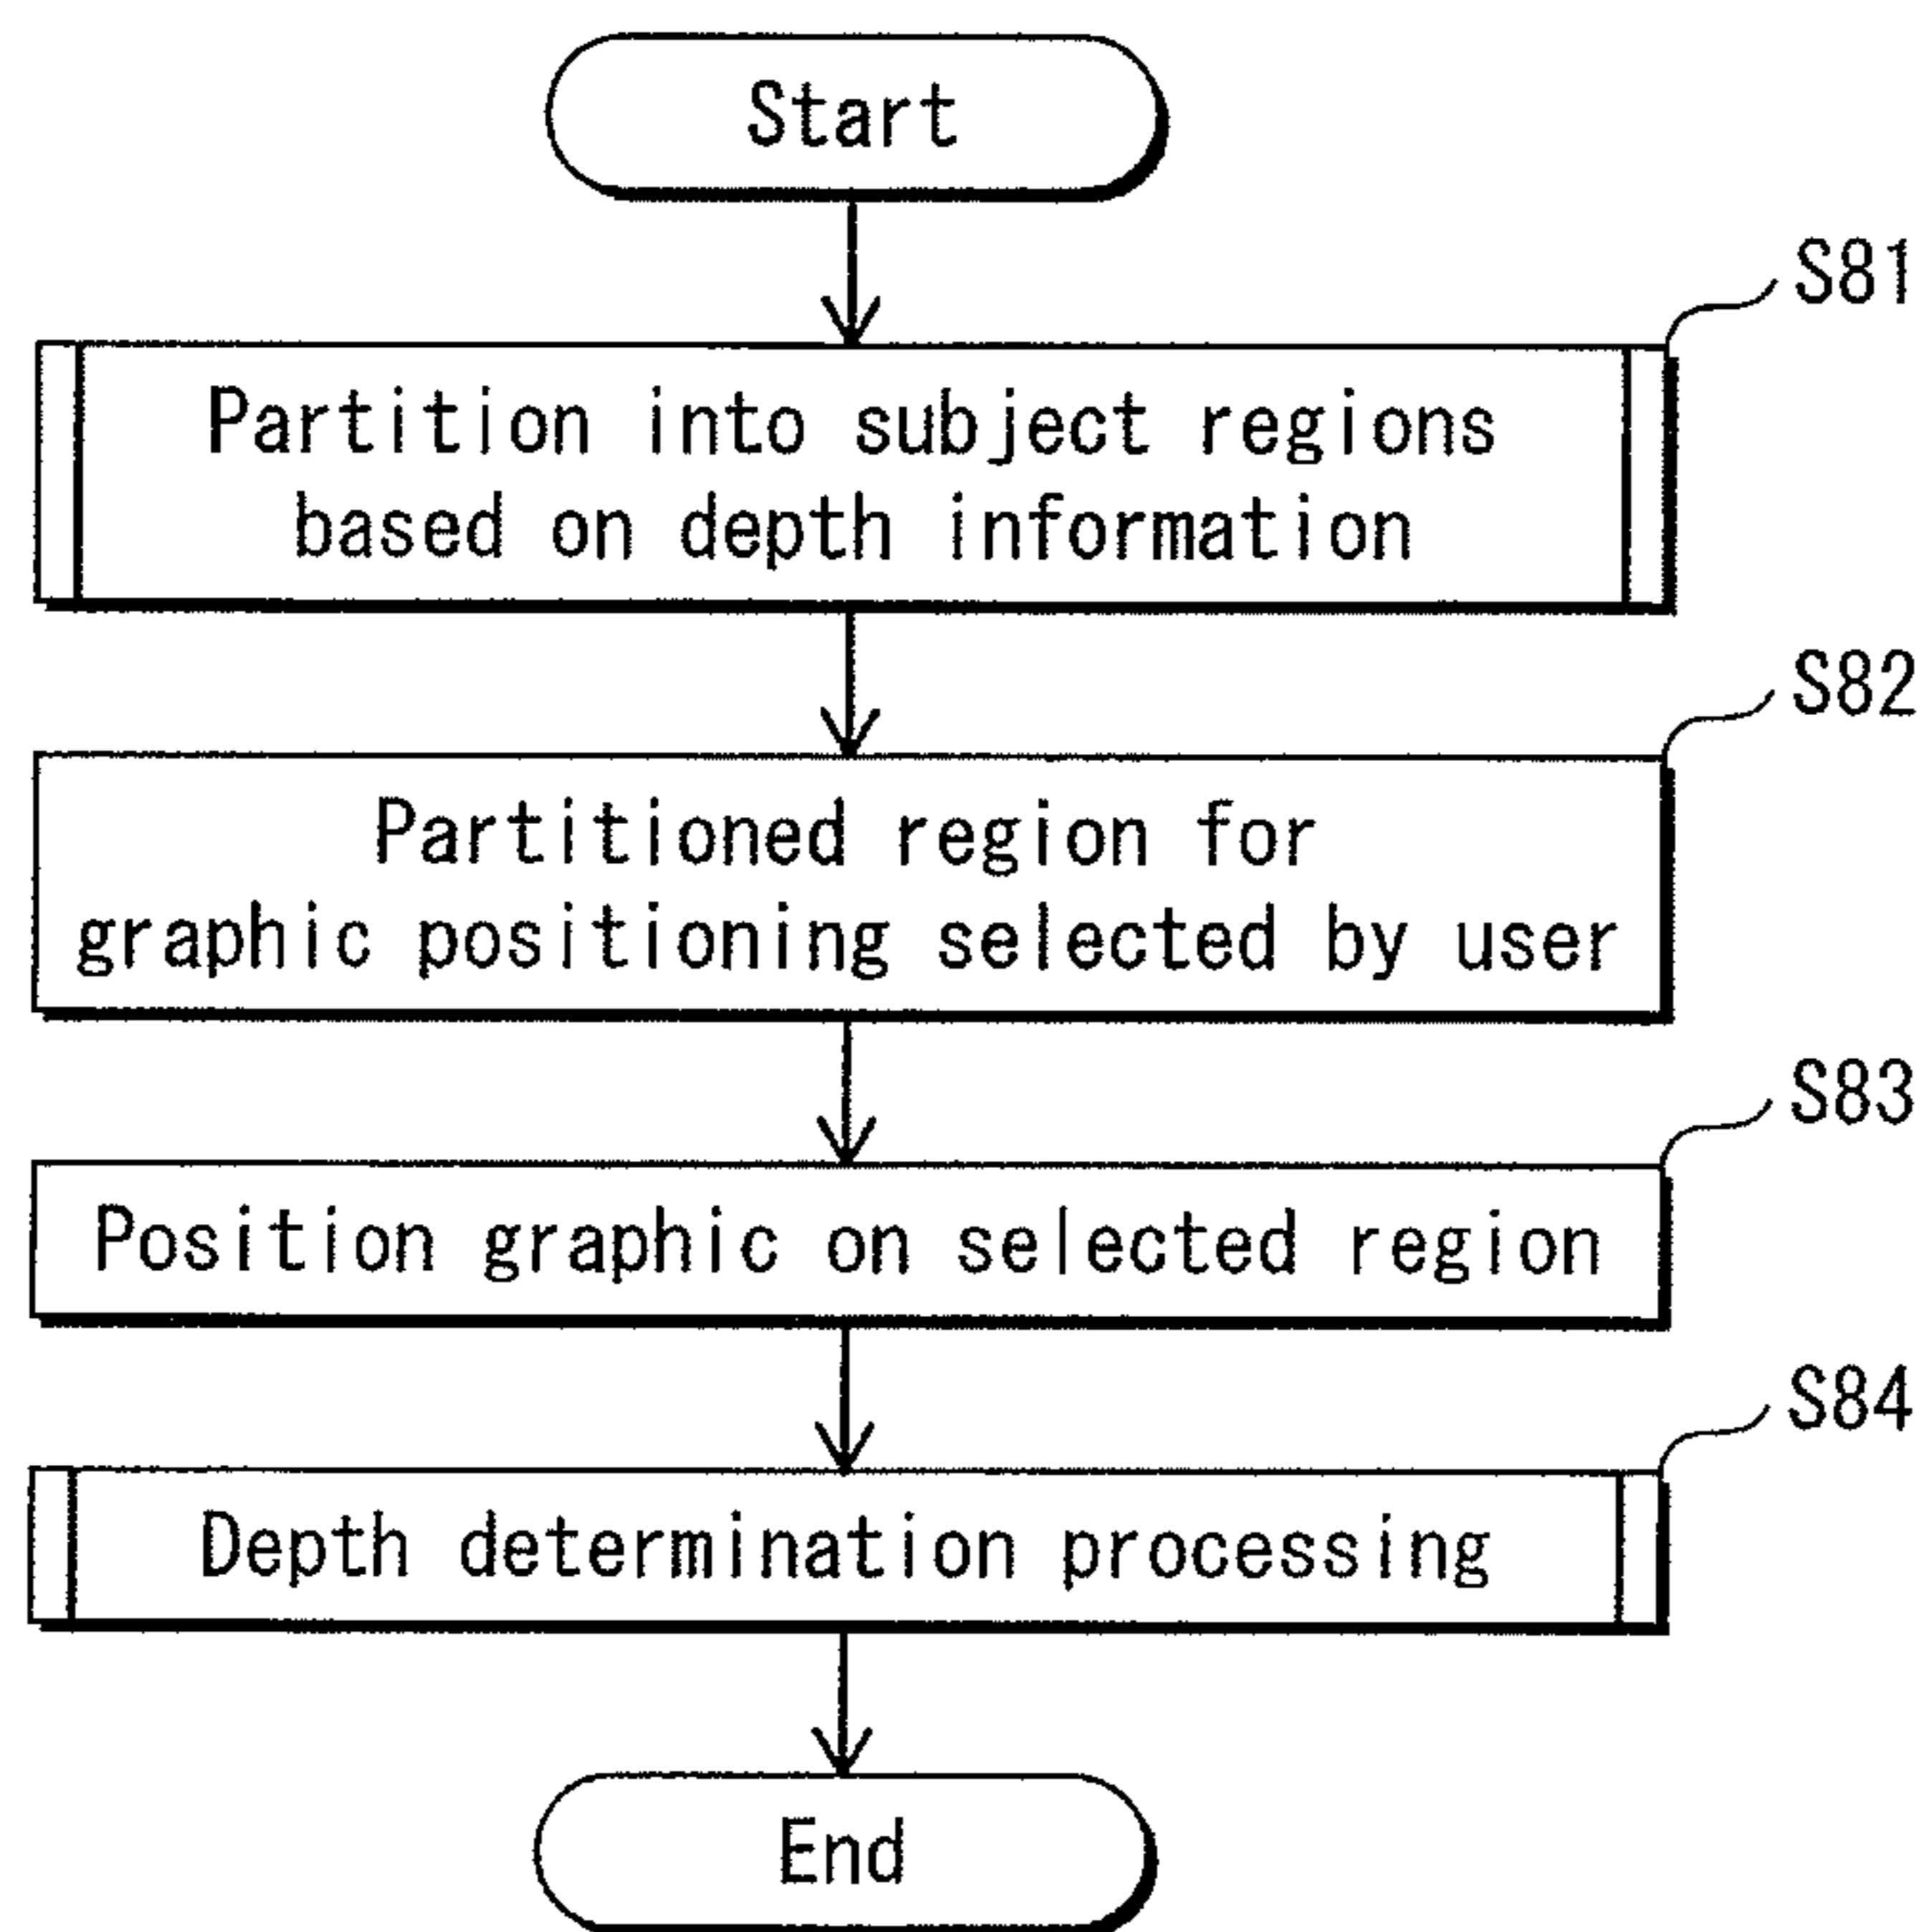 Start
S81
Partition into subject regions
based on depth information
S82
Partitioned region for
graphic positioning selected by user
S83
Position graphic on selected region
S84
Depth determination processing
End